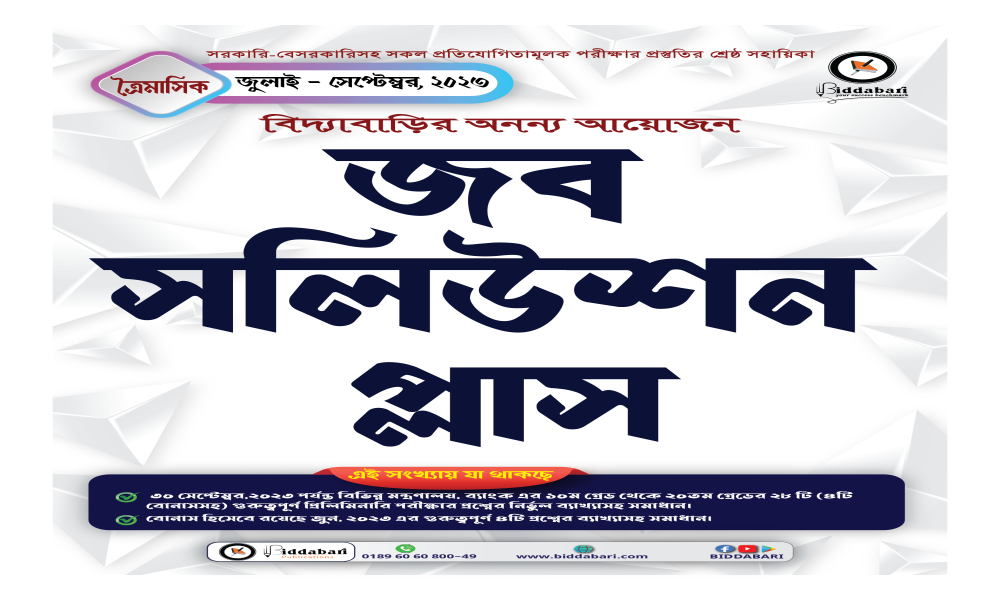 সরকারি-বেসরকারিসহ সকল প্রতিযোগিতামূলক পরীক্ষার প্রস্তুতির শ্রেষ্ঠ সহায়িকা
ত্রৈমাসিক
জুলাই - সেপ্টেম্বর, ২০২৩
Biddabari
your success benchmark
বিদ্যাবাড়ির অনন্য আয়োজন
জব
সলিউশন
প্লাস
এই সংখ্যায় যা থাকছে
৩০ সেপ্টেম্বর,২০২৩ পর্যন্ত বিভিন্ন মন্ত্রণালয়, ব্যাংক এর ১০ম গ্রেড থেকে ২০তম গ্রেডের ২৮ টি (৪টি
বোনাসসহ) গুরুত্বপূর্ণ প্রিলিমিনারি পরীক্ষার প্রশ্নের নির্ভুল ব্যাখ্যাসহ সমাধান।
বোনাস হিসেবে রয়েছে জুন, ২০২৩ এর গুরুত্বপূর্ণ ৪টি প্রশ্নের ব্যাখ্যাসহ সমাধান।
Biddabari
Publications
0189 60 60 800-49
www.biddabari.com
BIDDABARI